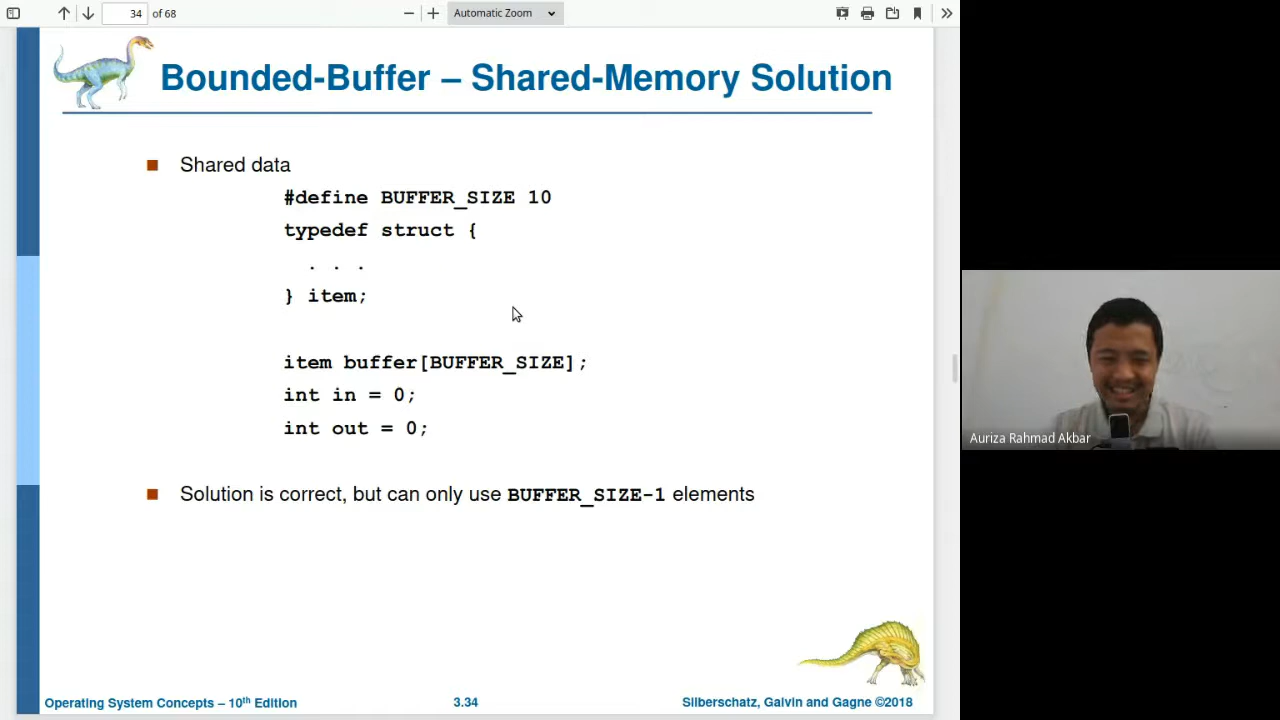 34 of 68 Automatic Zoom
Bounded-Buffer – Shared-Memory Solution
Shared data
#define BUFFER_SIZE 10
typedef struct {
. . .
} item;
item buffer[BUFFER_SIZE];
int in = 0;
int out = 0;
Solution is correct, but can only use BUFFER_SIZE-1 elements
Operating System Concepts – 10th Edition
3.34
Silberschatz, Galvin and Gagne ©2018
Auriza Rahmad Akbar